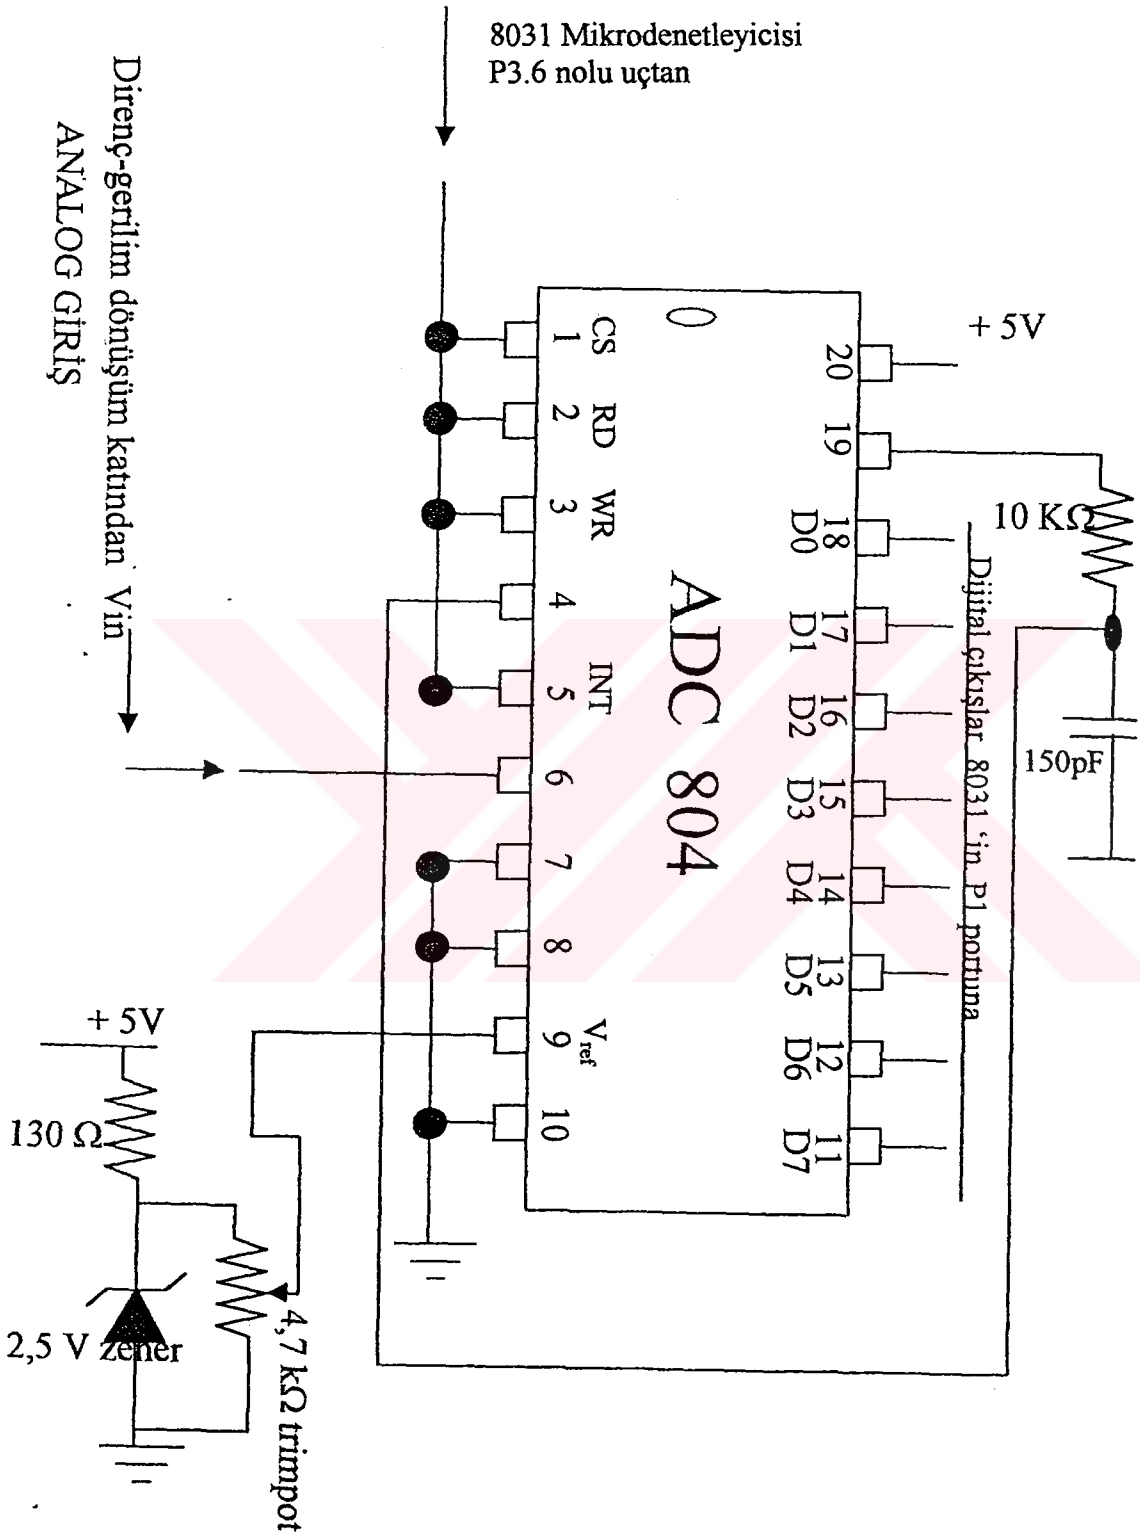 8031 Mikrodenetleyicisi
P3.6 nolu uçtan
Direnç-gerilim dönüşüm katından Vin
ANALOG GİRİŞ
+ 5V
10 KΩ
150pF
Dijital çıkışlar 8031 'in P1 portuna
ADC 804
1 CS
2 RD
3 WR
4
5 INT
6
7
8
9 Vref
10
20
19
18 D0
17 D1
16 D2
15 D3
14 D4
13 D5
12 D6
11 D7
+ 5V
130 Ω
2,5 V zener
4,7 kΩ trimpot